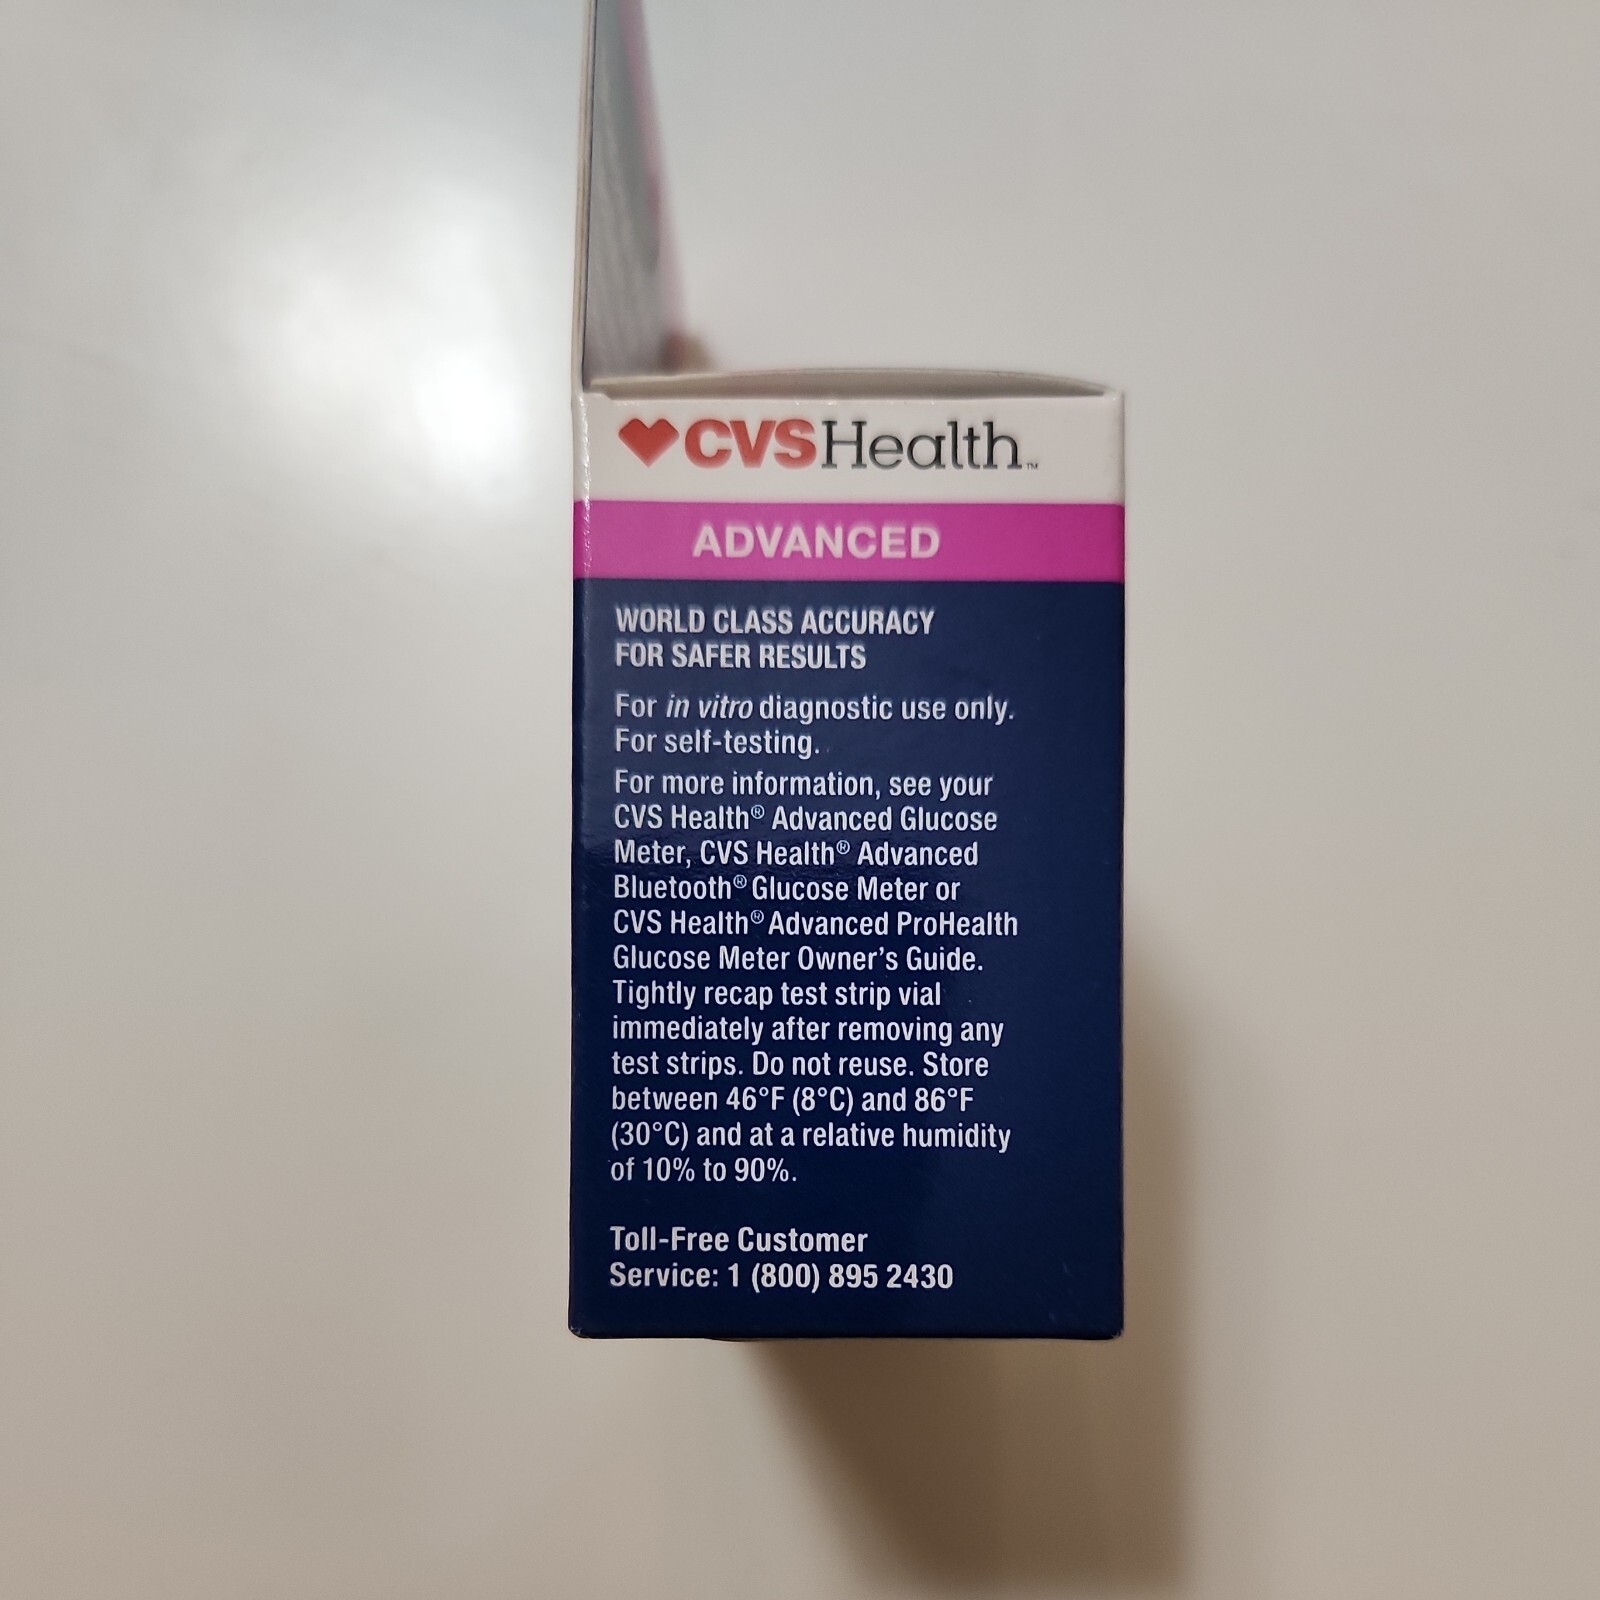 CVSHealth™
ADVANCED
WORLD CLASS ACCURACY
FOR SAFER RESULTS
For in vitro diagnostic use only.
For self-testing.
For more information, see your
CVS Health® Advanced Glucose
Meter, CVS Health® Advanced
Bluetooth® Glucose Meter or
CVS Health® Advanced ProHealth
Glucose Meter Owner's Guide.
Tightly recap test strip vial
immediately after removing any
test strips. Do not reuse. Store
between 46°F (8°C) and 86°F
(30°C) and at a relative humidity
of 10% to 90%.
Toll-Free Customer
Service: 1 (800) 895 2430